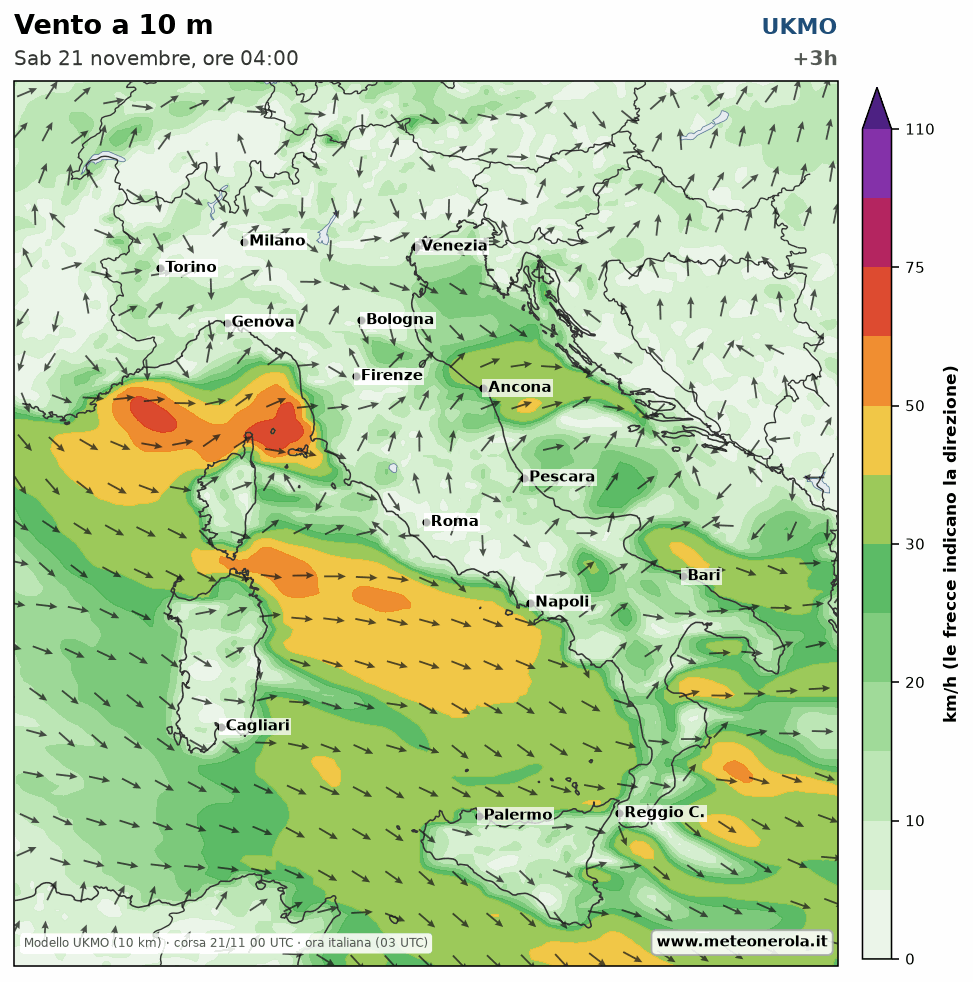 Vento a 10 m
UKMO
Sab 21 novembre, ore 04:00
+3h
110
75
50
30
20
10
0
km/h (le frecce indicano la direzione)
Milano
Venezia
Torino
Genova
Bologna
Firenze
Ancona
Pescara
Roma
Bari
Napoli
Cagliari
Palermo
Reggio C.
Modello UKMO (10 km) · corsa 21/11 00 UTC · ora italiana (03 UTC)
www.meteonerola.it